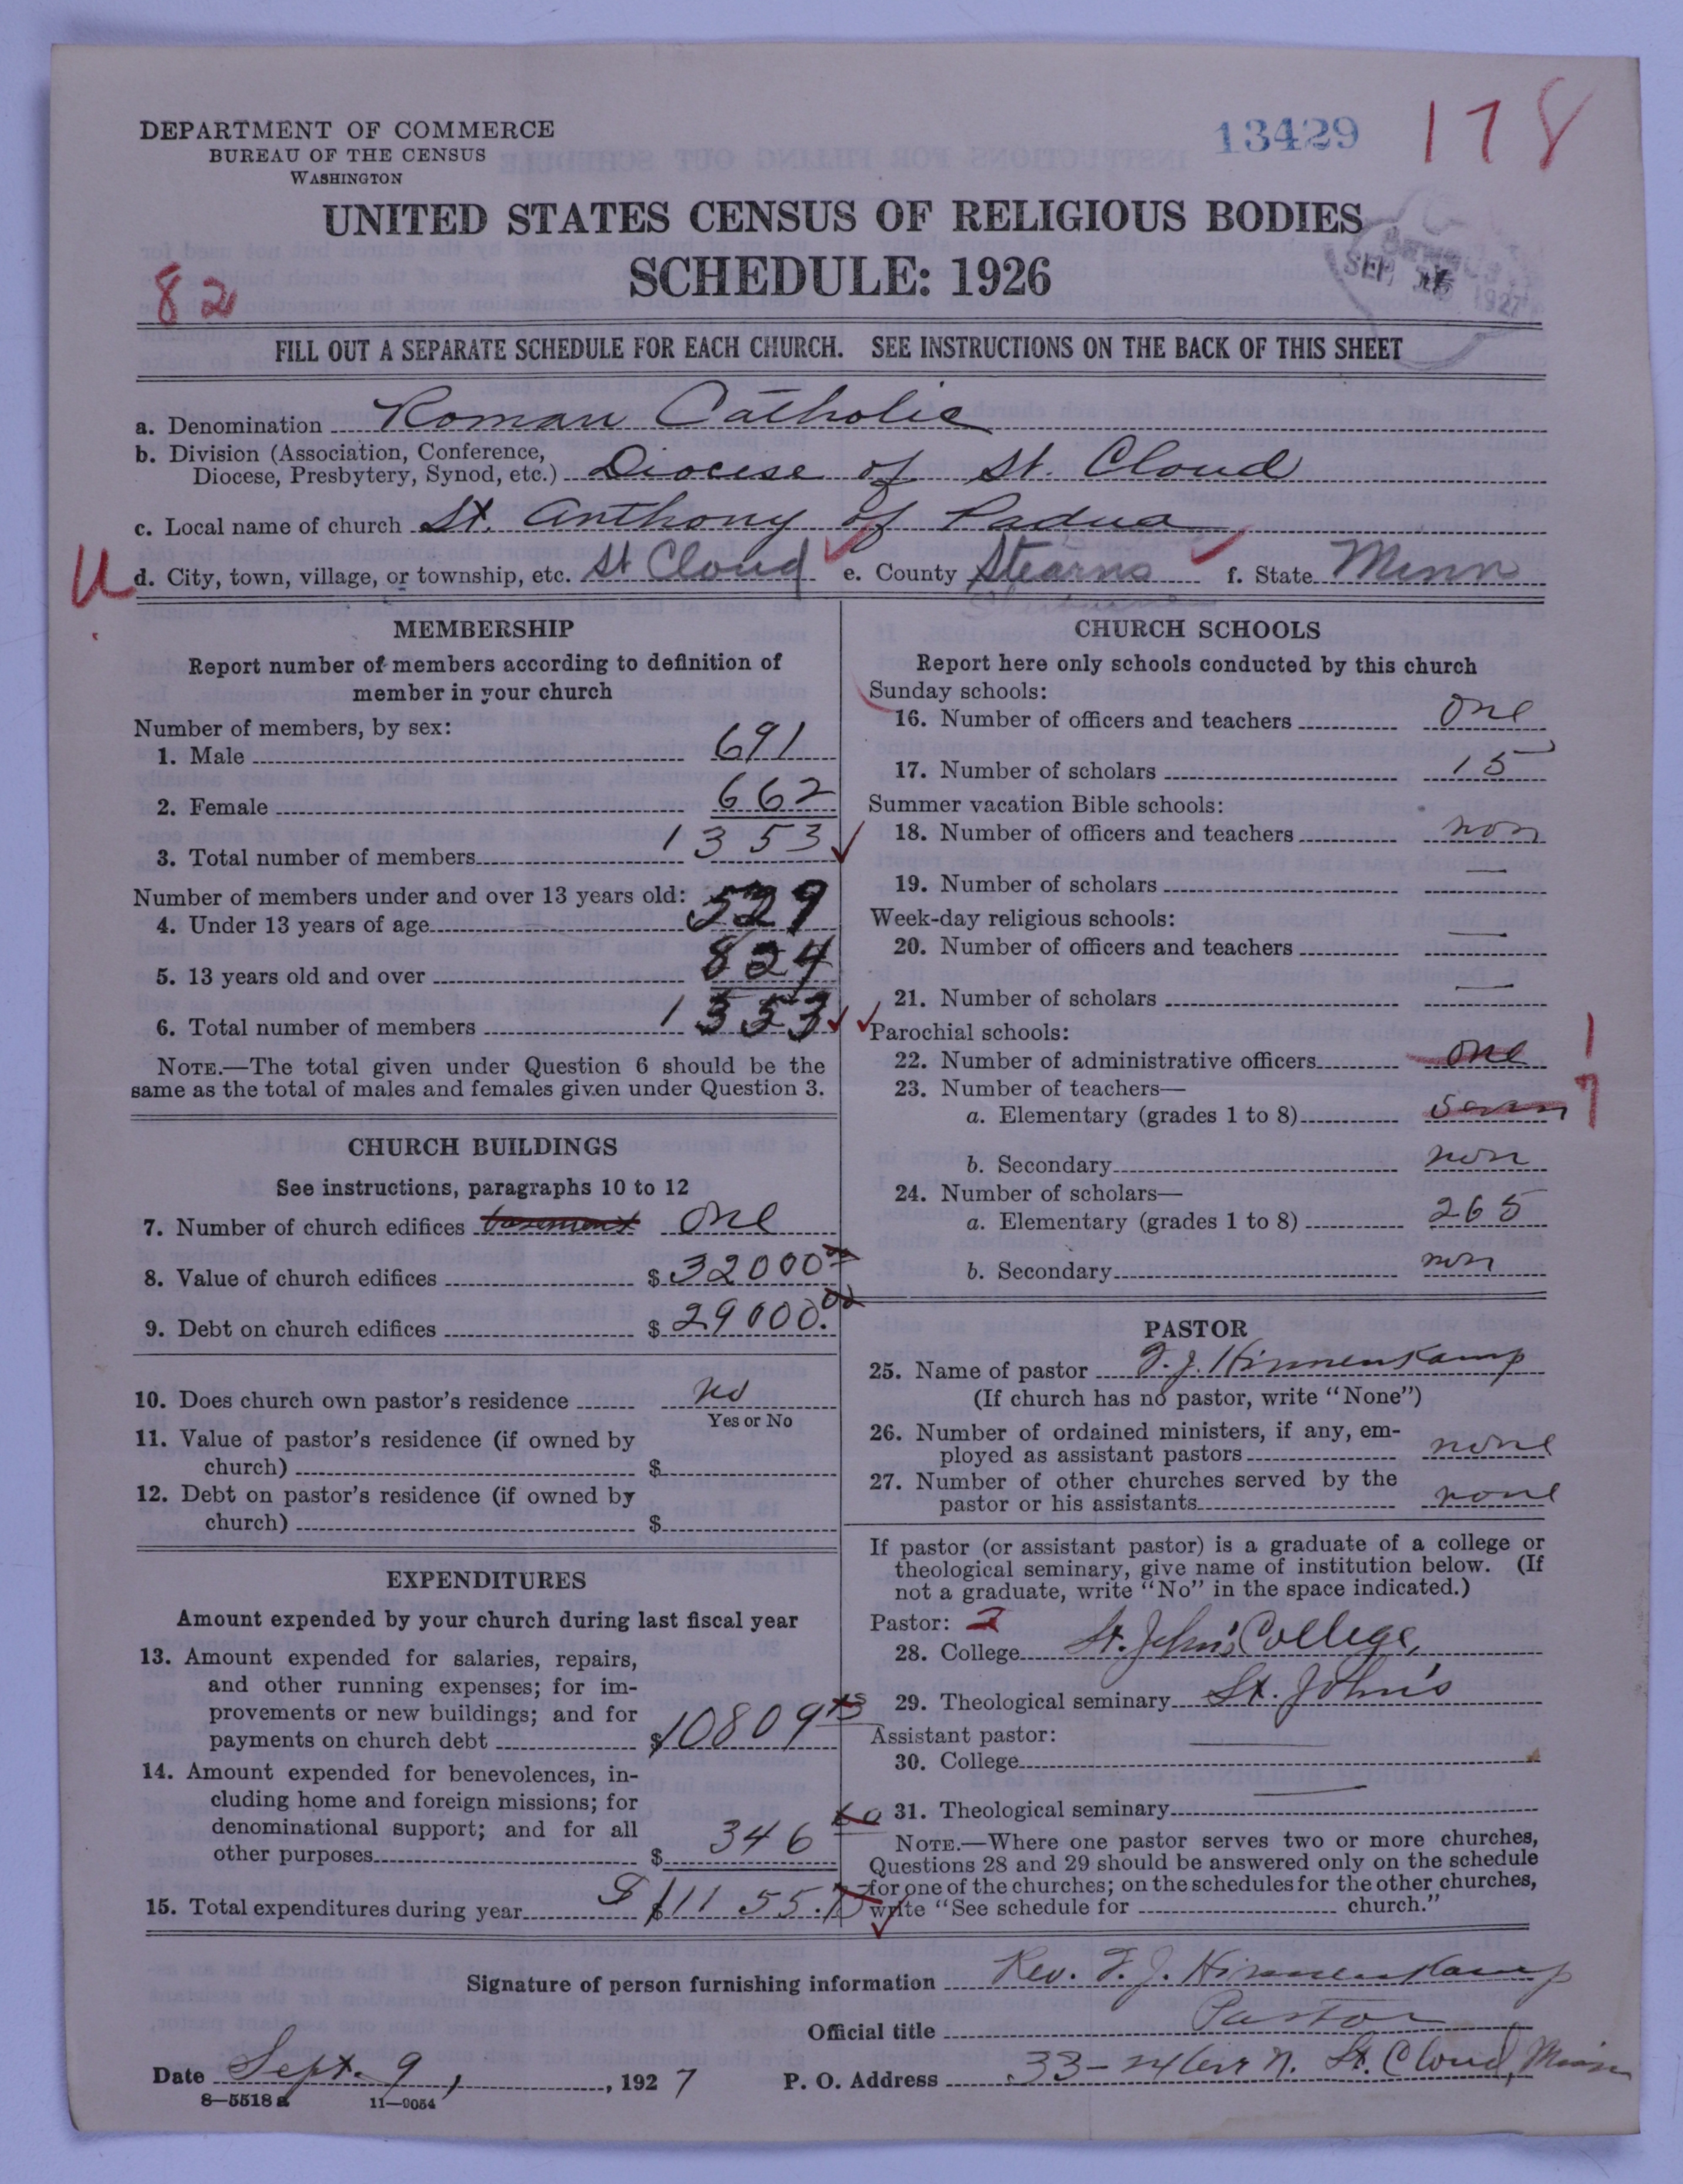 DEPARTMENT OF COMMERCE
BUREAU OF THE CENSUS
WASHINGTON
13429
178
UNITED STATES CENSUS OF RELIGIOUS BODIES
SCHEDULE: 1926
82
CENSUS
SEP 1927
FILL OUT A SEPARATE SCHEDULE FOR EACH CHURCH. SEE INSTRUCTIONS ON THE BACK OF THIS SHEET
a. Denomination Roman Catholic
b. Division (Association, Conference,
Diocese, Presbytery, Synod, etc.) Diocese of St. Cloud
c. Local name of church St. Anthony of Padua
U d. City, town, village, or township, etc. St Cloud e. County Stearns f. State Minn
MEMBERSHIP
Report number of members according to definition of
member in your church
Number of members, by sex:
1. Male 691
2. Female 662
3. Total number of members 1353
Number of members under and over 13 years old:
4. Under 13 years of age 529
5. 13 years old and over 824
6. Total number of members 1353
NOTE.—The total given under Question 6 should be the
same as the total of males and females given under Question 3.
CHURCH BUILDINGS
See instructions, paragraphs 10 to 12
7. Number of church edifices basement one
8. Value of church edifices $ 32000 00
9. Debt on church edifices $ 29000. 00
10. Does church own pastor's residence No
Yes or No
11. Value of pastor's residence (if owned by
church) $
12. Debt on pastor's residence (if owned by
church) $
EXPENDITURES
Amount expended by your church during last fiscal year
13. Amount expended for salaries, repairs,
and other running expenses; for im-
provements or new buildings; and for
payments on church debt $10809
14. Amount expended for benevolences, in-
cluding home and foreign missions; for
denominational support; and for all
other purposes $ 346 60
15. Total expenditures during year $ 11155.
CHURCH SCHOOLS
Report here only schools conducted by this church
Sunday schools:
16. Number of officers and teachers one
17. Number of scholars 15
Summer vacation Bible schools:
18. Number of officers and teachers non
19. Number of scholars —
Week-day religious schools:
20. Number of officers and teachers —
21. Number of scholars —
Parochial schools:
22. Number of administrative officers one 1
23. Number of teachers—
a. Elementary (grades 1 to 8) seven 7
b. Secondary non
24. Number of scholars—
a. Elementary (grades 1 to 8) 265
b. Secondary non
PASTOR
25. Name of pastor F. J. Hinnenkamp
(If church has no pastor, write "None")
26. Number of ordained ministers, if any, em-
ployed as assistant pastors none
27. Number of other churches served by the
pastor or his assistants none
If pastor (or assistant pastor) is a graduate of a college or
theological seminary, give name of institution below. (If
not a graduate, write "No" in the space indicated.)
Pastor: 2
28. College St. John's College,
29. Theological seminary St. John's
Assistant pastor:
30. College —
31. Theological seminary —
NOTE.—Where one pastor serves two or more churches,
Questions 28 and 29 should be answered only on the schedule
for one of the churches; on the schedules for the other churches,
write "See schedule for church."
Signature of person furnishing information Rev. F. J. Hinnenkamp
Official title Pastor
Date Sept. 9, , 1927 P. O. Address 33-24 N. St. Cloud, Minn
8—5518 a 11—9054